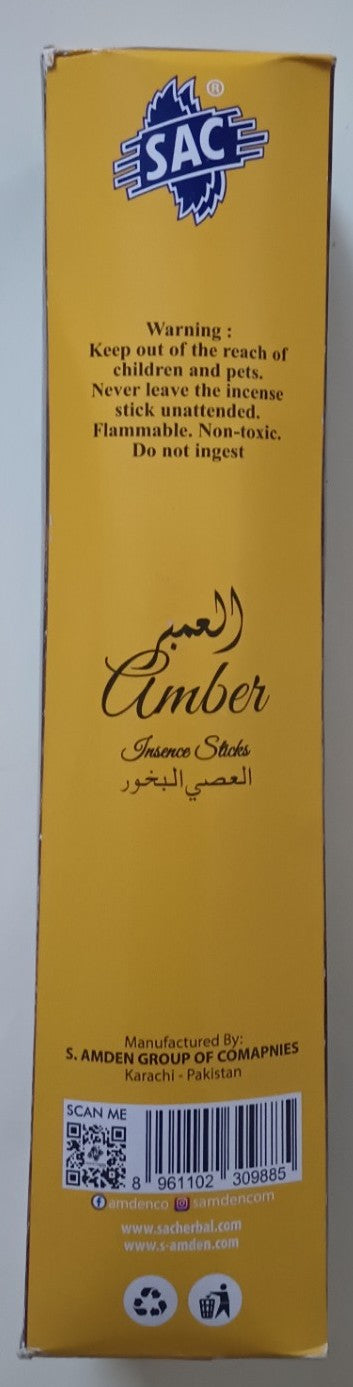 SAC®
Warning :
Keep out of the reach of
children and pets.
Never leave the incense
stick unattended.
Flammable. Non-toxic.
Do not ingest
العمبر
Amber
Insence Sticks
العصي البخور
Manufactured By:
S. AMDEN GROUP OF COMAPNIES
Karachi - Pakistan
SCAN ME
8 961102 309885
amdenco samdencom
www.sacherbal.com
www.s-amden.com